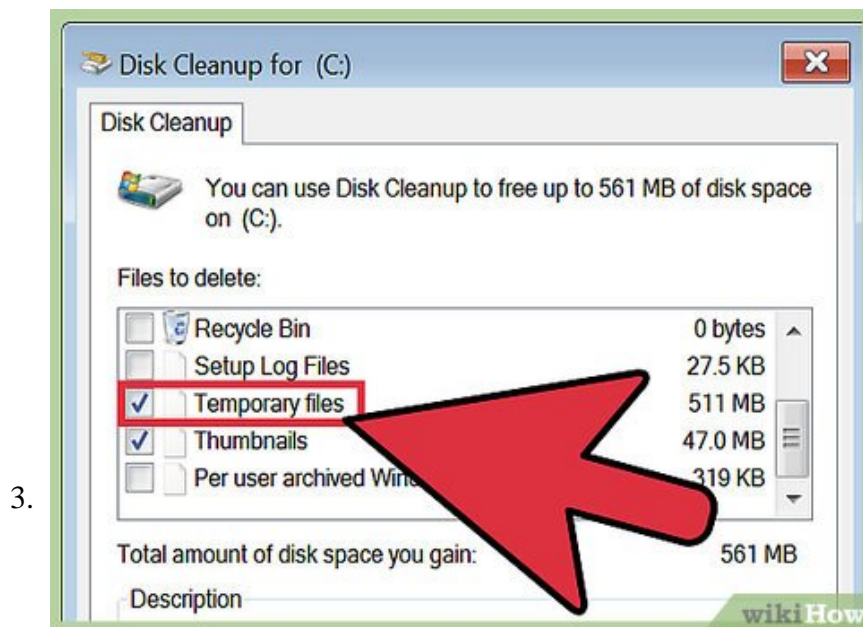 Disk Cleanup for (C:)
Disk Cleanup
You can use Disk Cleanup to free up to 561 MB of disk space
on (C:).
Files to delete:
Recycle Bin 0 bytes
Setup Log Files 27.5 KB
Temporary files 511 MB
Thumbnails 47.0 MB
Per user archived 319 KB
3.
Total amount of disk space you gain: 561 MB
Description
wikiHow